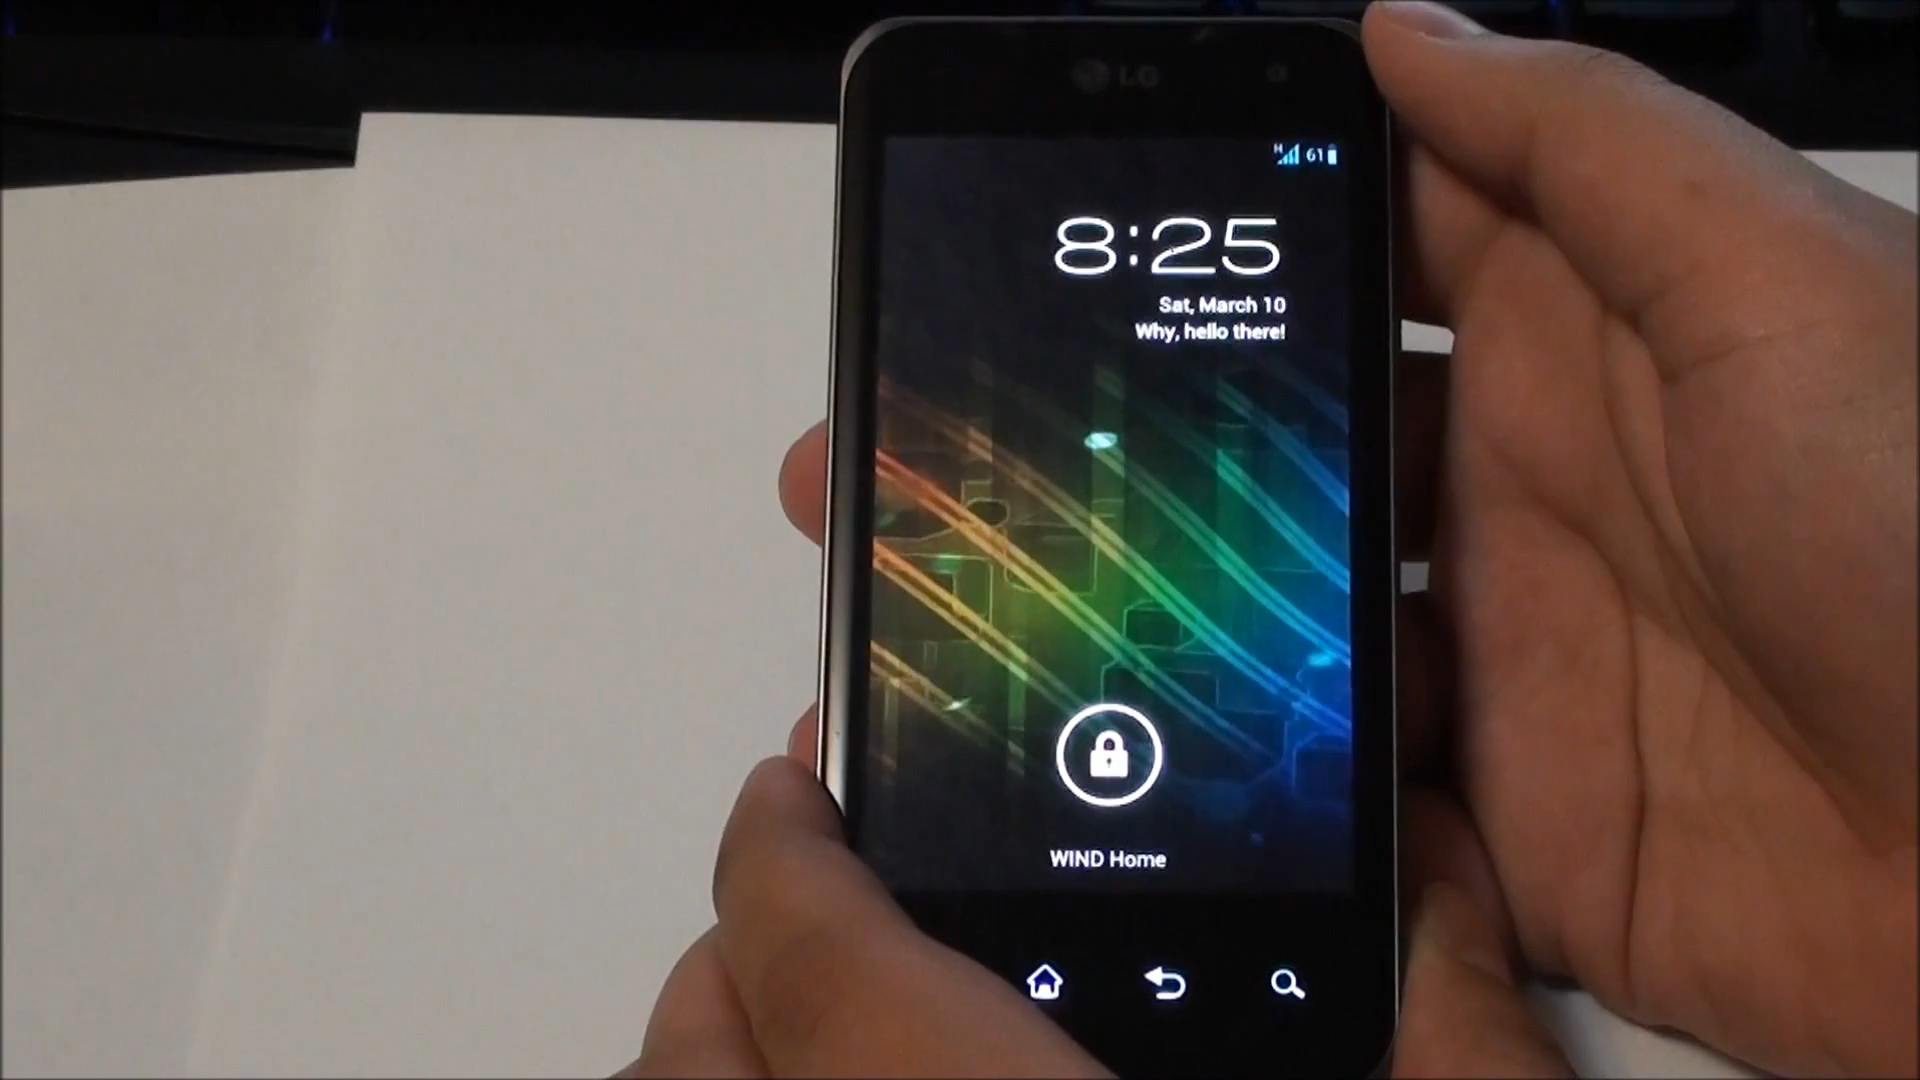 LG
H 61
8:25
Sat, March 10
Why, hello there!
WIND Home